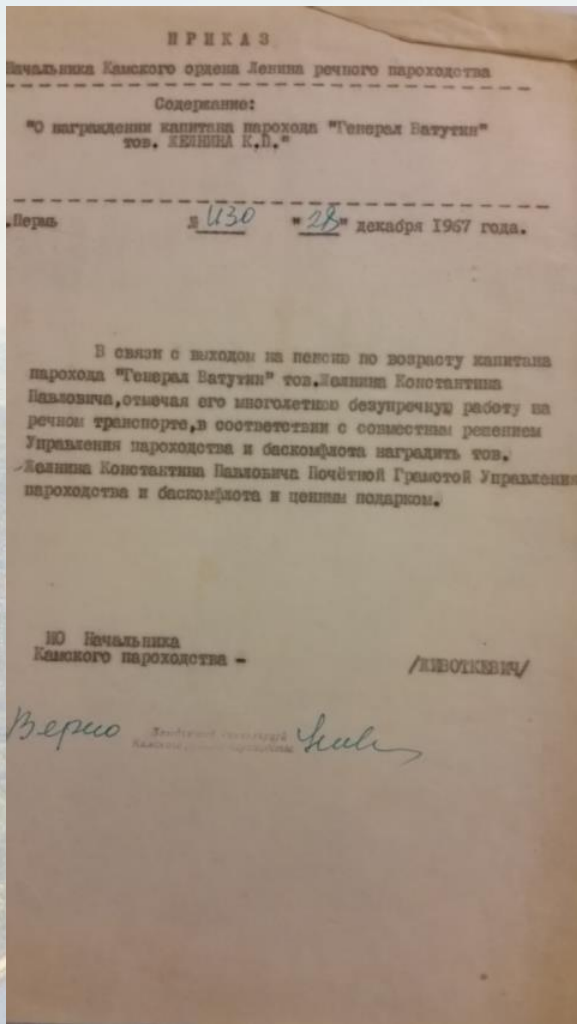 ПРИКАЗ
Начальника Камского ордена Ленина речного пароходства
Содержание:
"О награждении капитана парохода "Генерал Ватутин"
тов. ЖЕЛНИНА К.П."
.Пермь № 1130 "28" декабря 1967 года.
В связи с выходом на пенсию по возрасту капитана
парохода "Генерал Ватутин" тов.Желнина Константина
Павловича,отмечая его многолетнюю безупречную работу на
речном транспорте,в соответствии с совместным решением
Управления пароходства и баскомфлота наградить тов.
Желнина Константина Павловича Почётной Грамотой Управления
пароходства и баскомфлота и ценным подарком.
ИО Начальника
Камского пароходства - /ЖИВОТКЕВИЧ/
Верно